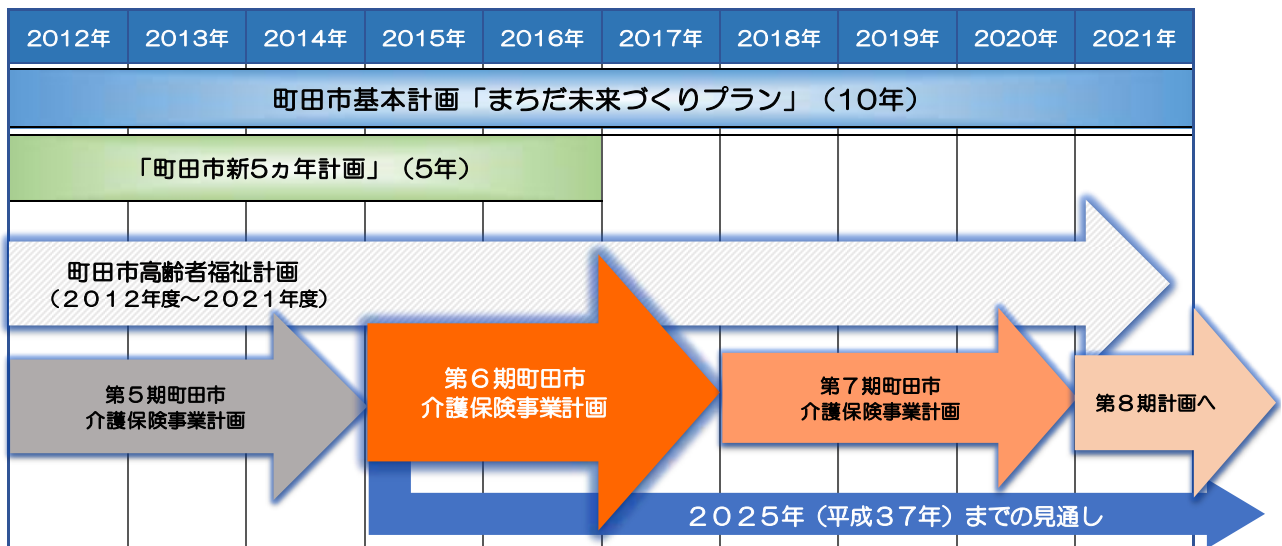 2012年 2013年 2014年 2015年 2016年 2017年 2018年 2019年 2020年 2021年
町田市基本計画「まちだ未来づくりプラン」（10年）
「町田市新5ヵ年計画」（5年）
町田市高齢者福祉計画
（２０１２年度～２０２１年度）
第５期町田市
介護保険事業計画
第６期町田市
介護保険事業計画
第７期町田市
介護保険事業計画
第８期計画へ
２０２５年（平成３７年）までの見通し